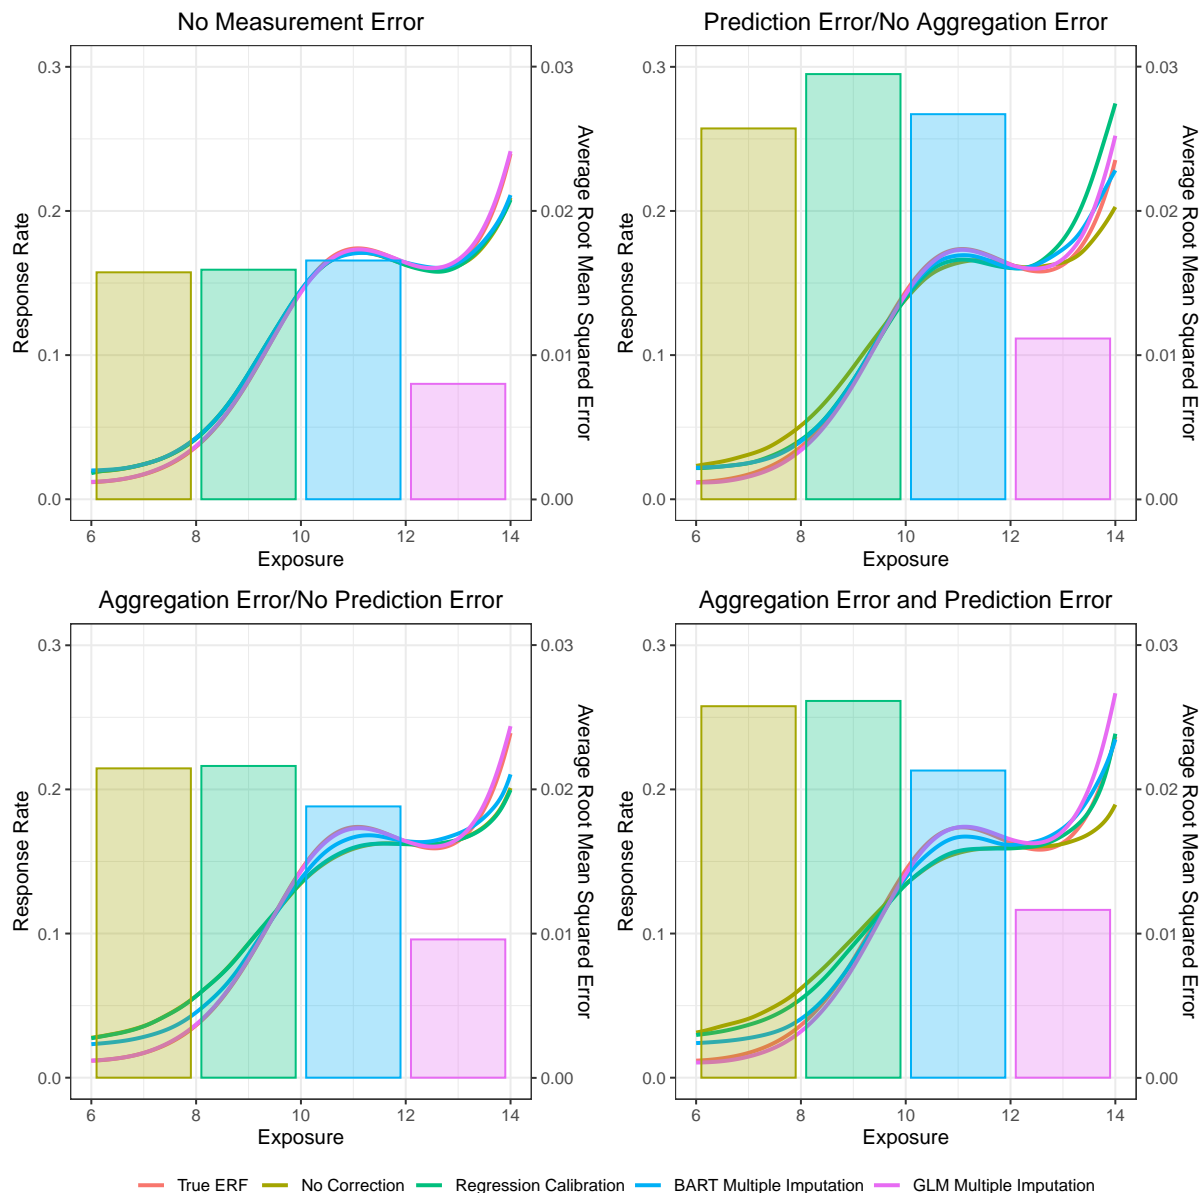 No Measurement Error
Prediction Error/No Aggregation Error
0.3
0.2
0.1
0.0
Response Rate
6 8 10 12 14
Exposure
0.03
0.02
0.01
0.00
Average Root Mean Squared Error
0.3
0.2
0.1
0.0
Response Rate
6 8 10 12 14
Exposure
0.03
0.02
0.01
0.00
Average Root Mean Squared Error
Aggregation Error/No Prediction Error
Aggregation Error and Prediction Error
0.3
0.2
0.1
0.0
Response Rate
6 8 10 12 14
Exposure
0.03
0.02
0.01
0.00
Average Root Mean Squared Error
0.3
0.2
0.1
0.0
Response Rate
6 8 10 12 14
Exposure
0.03
0.02
0.01
0.00
Average Root Mean Squared Error
True ERF No Correction Regression Calibration BART Multiple Imputation GLM Multiple Imputation